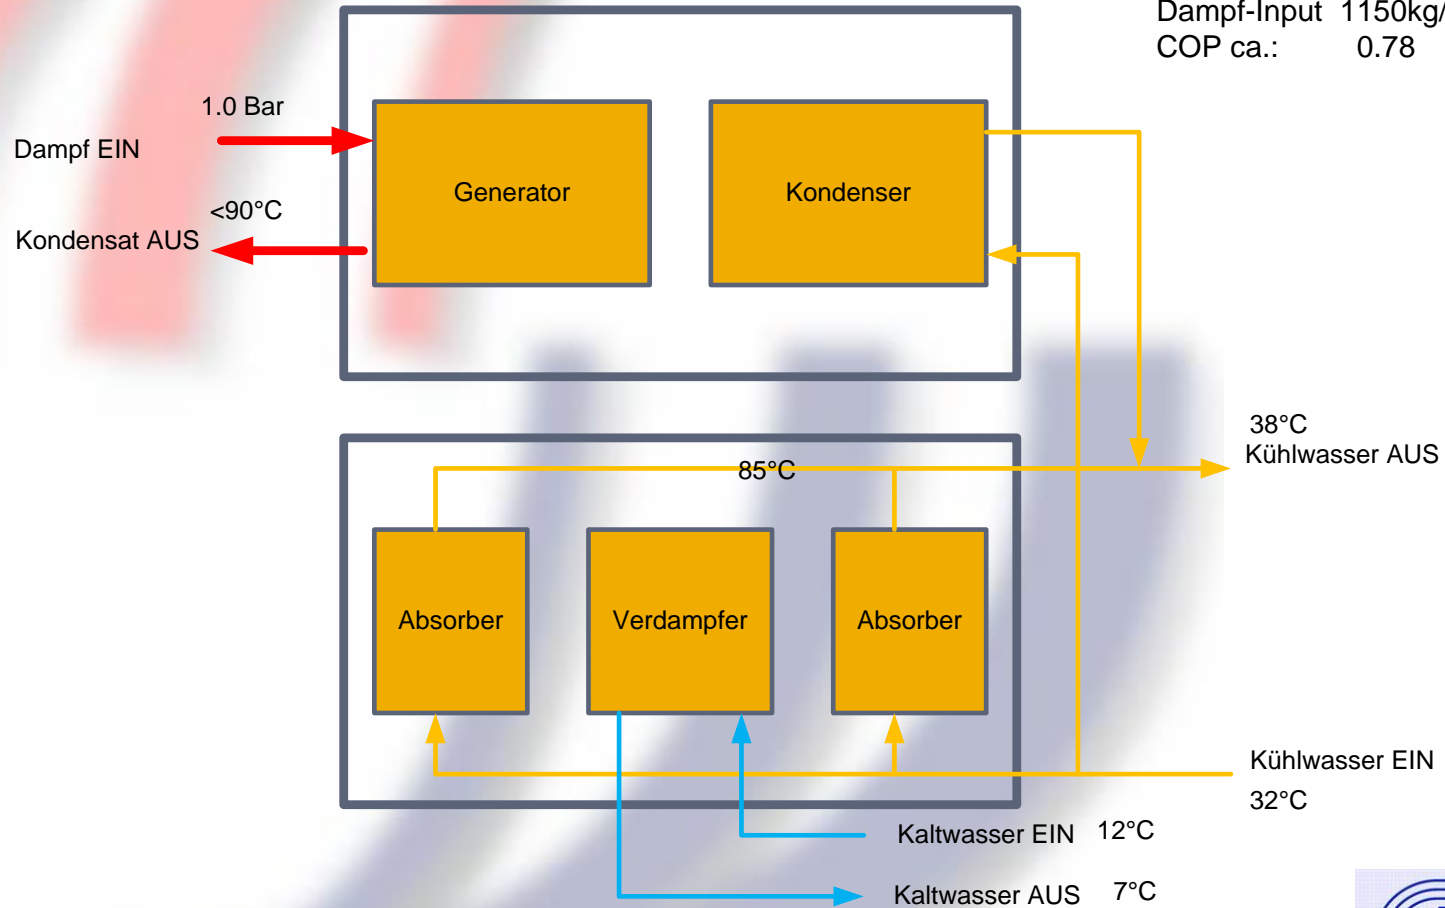 Dampf-Input 1150kg/
COP ca.: 0.78
1.0 Bar
Dampf EIN
<90°C
Kondensat AUS
Generator
Kondenser
38°C
Kühlwasser AUS
85°C
Absorber
Verdampfer
Absorber
Kühlwasser EIN
32°C
Kaltwasser EIN 12°C
Kaltwasser AUS 7°C